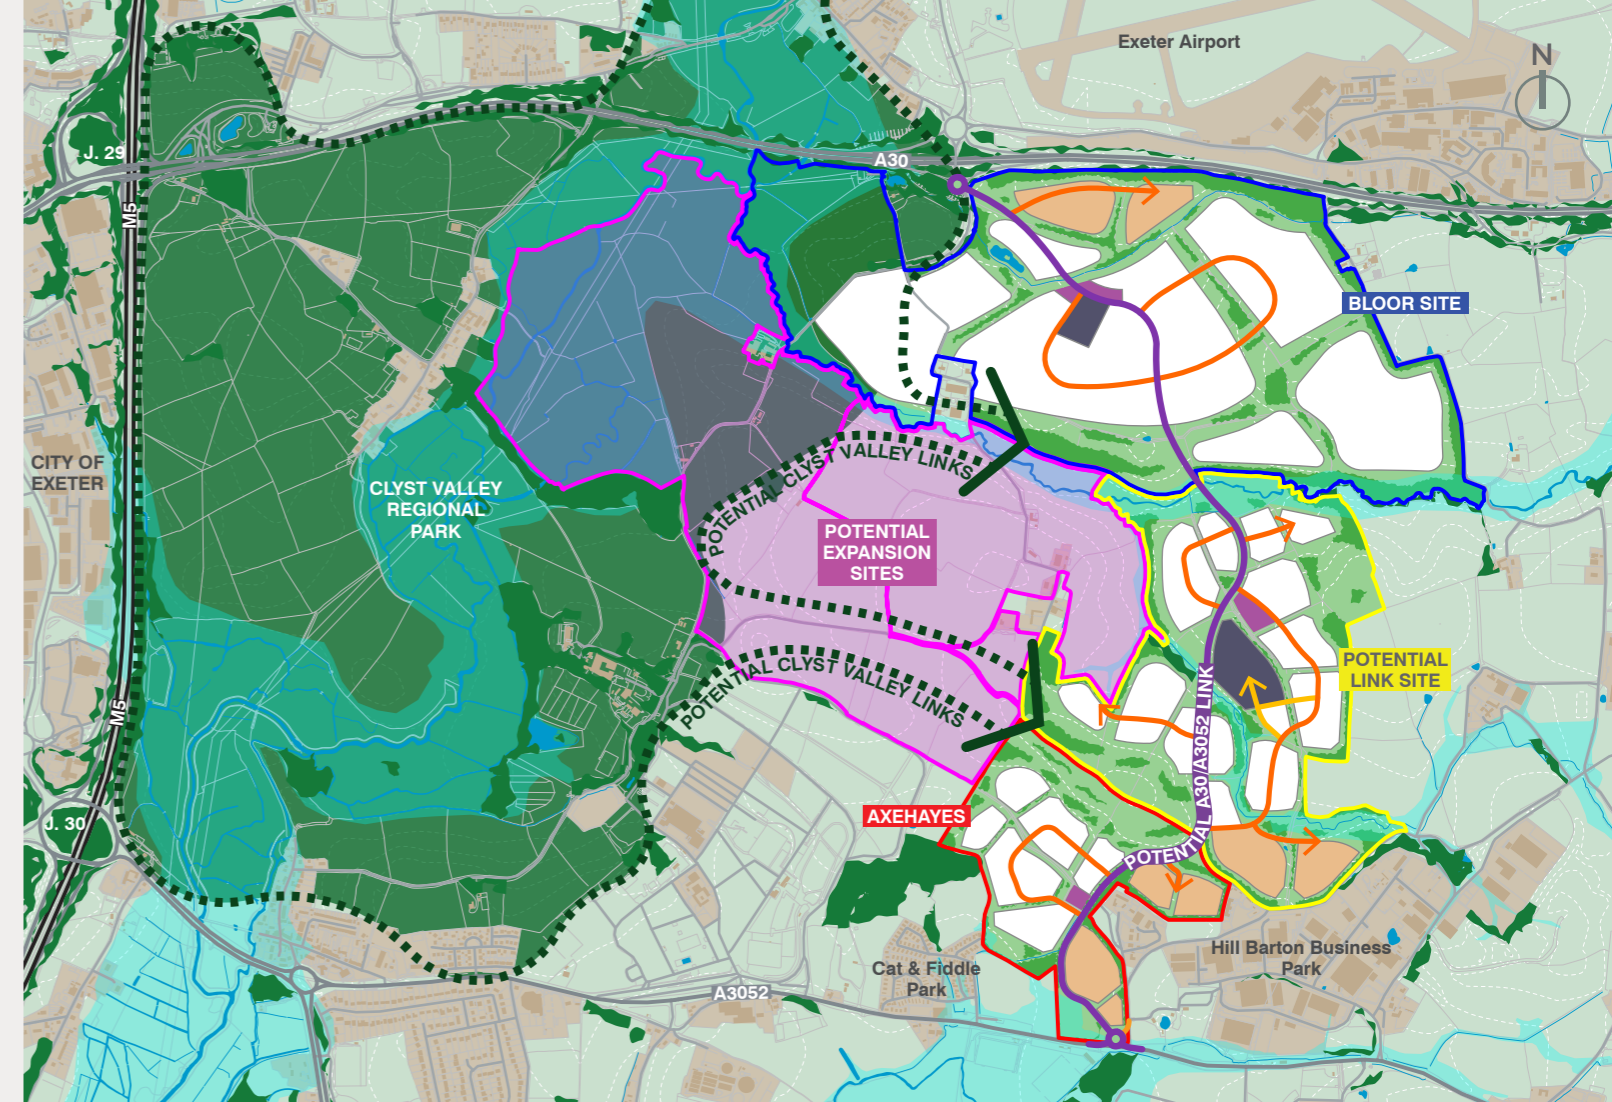 Exeter Airport
N
J. 29
A30
M5
BLOOR SITE
CITY OF
EXETER
CLYST VALLEY
REGIONAL
PARK
POTENTIAL CLYST VALLEY LINKS
POTENTIAL
EXPANSION
SITES
POTENTIAL CLYST VALLEY LINKS
POTENTIAL
LINK SITE
M5
POTENTIAL A30/A3052 LINK
AXEHAYES
J. 30
Hill Barton Business
Park
Cat & Fiddle
Park
A3052